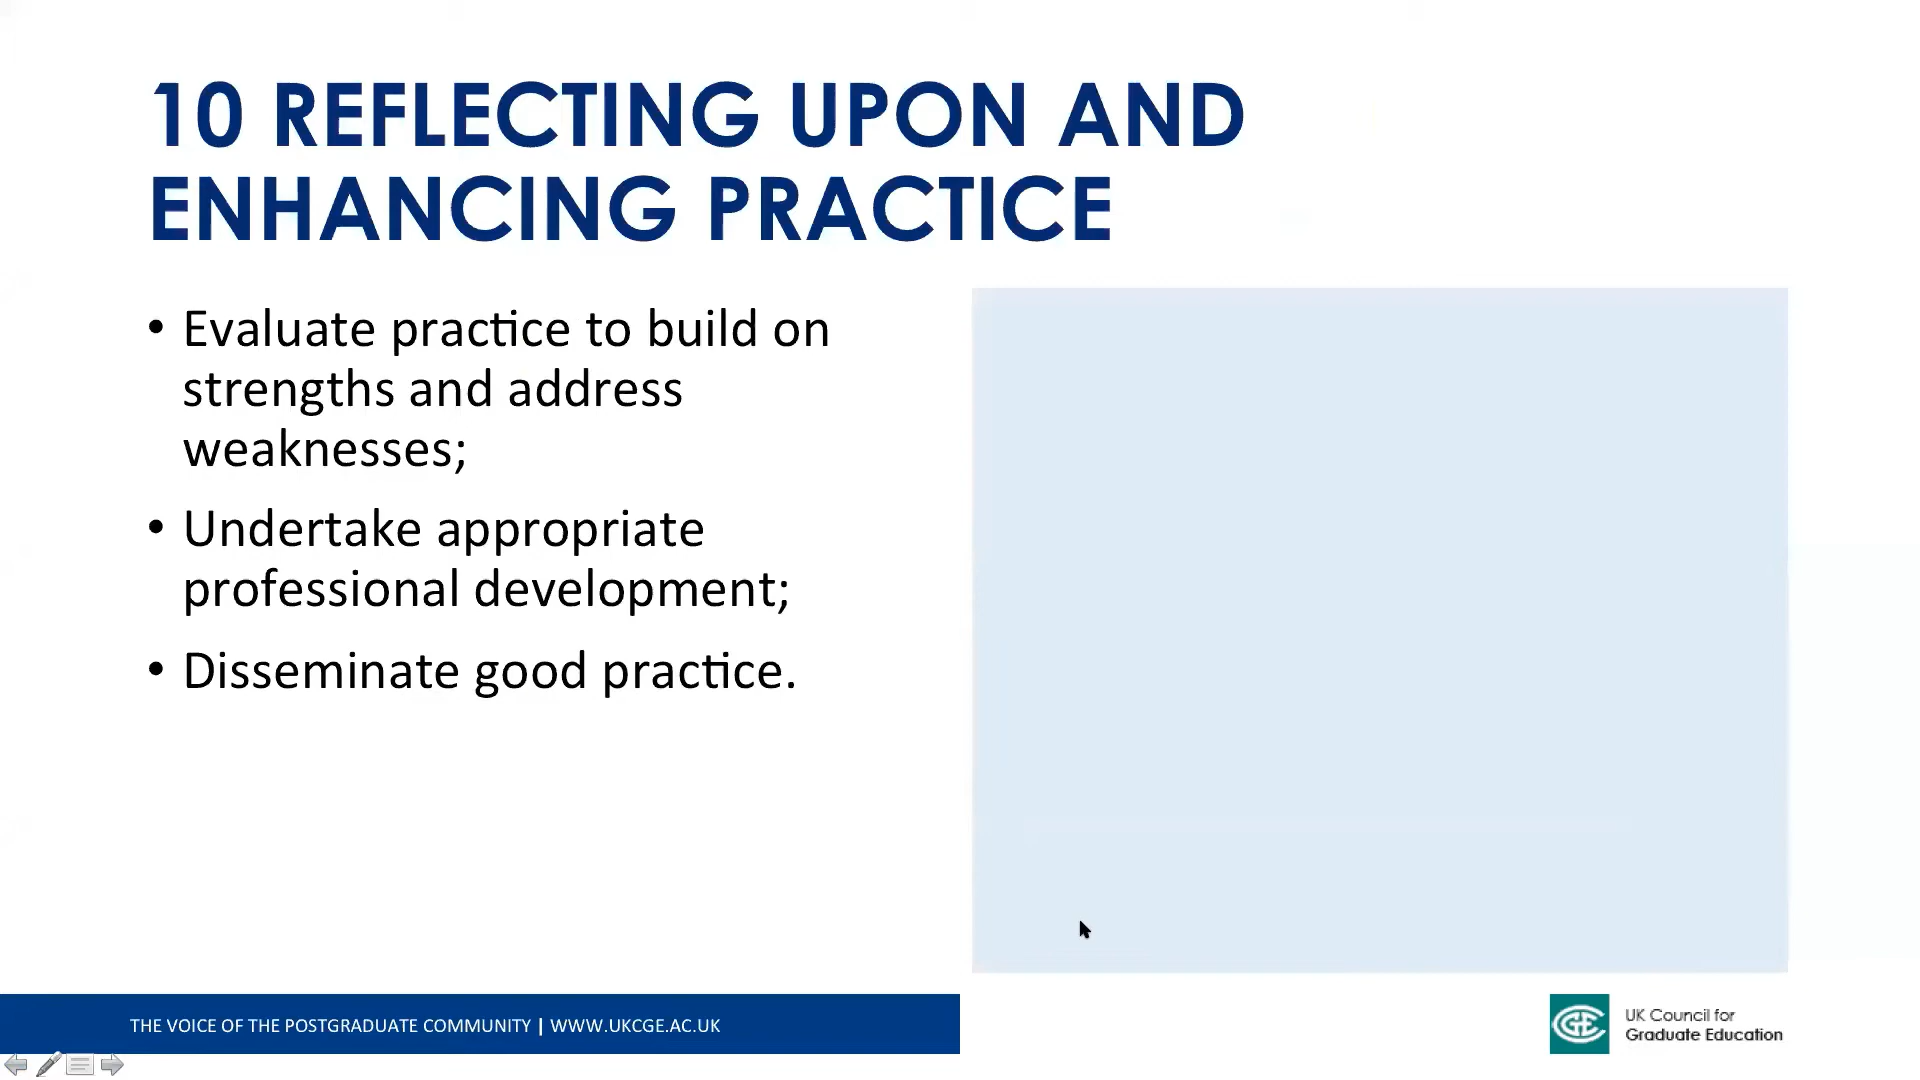 10 REFLECTING UPON AND
ENHANCING PRACTICE
• Evaluate practice to build on
strengths and address
weaknesses;
• Undertake appropriate
professional development;
• Disseminate good practice.
THE VOICE OF THE POSTGRADUATE COMMUNITY | WWW.UKCGE.AC.UK
CGE
UK Council for
Graduate Education